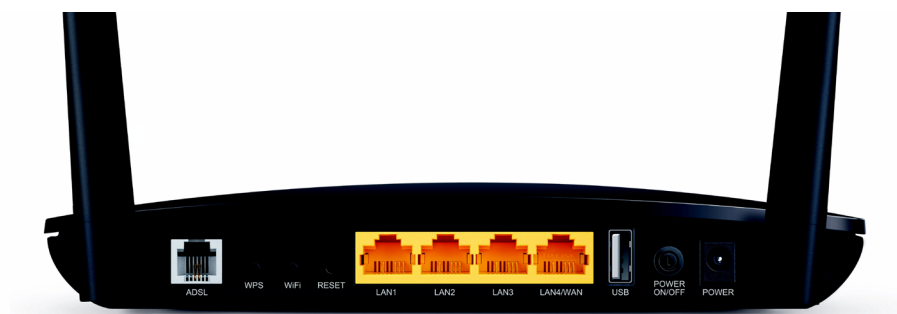 ADSL
WPS
WiFi
RESET
LAN1
LAN2
LAN3
LAN4/WAN
USB
POWER
ON/OFF
POWER